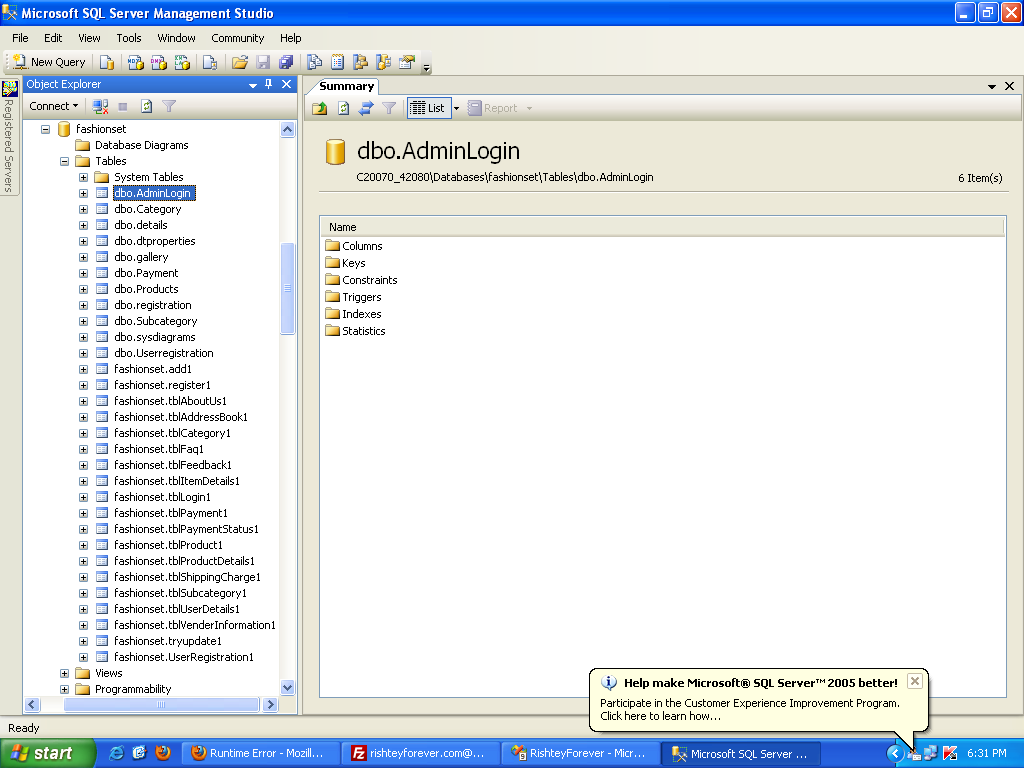 Microsoft SQL Server Management Studio
File Edit View Tools Window Community Help
New Query
Registered Servers
Object Explorer
Connect
fashionset
Database Diagrams
Tables
System Tables
dbo.AdminLogin
dbo.Category
dbo.details
dbo.dtproperties
dbo.gallery
dbo.Payment
dbo.Products
dbo.registration
dbo.Subcategory
dbo.sysdiagrams
dbo.Userregistration
fashionset.add1
fashionset.register1
fashionset.tblAboutUs1
fashionset.tblAddressBook1
fashionset.tblCategory1
fashionset.tblFaq1
fashionset.tblFeedback1
fashionset.tblItemDetails1
fashionset.tblLogin1
fashionset.tblPayment1
fashionset.tblPaymentStatus1
fashionset.tblProduct1
fashionset.tblProductDetails1
fashionset.tblShippingCharge1
fashionset.tblSubcategory1
fashionset.tblUserDetails1
fashionset.tblVenderInformation1
fashionset.tryupdate1
fashionset.UserRegistration1
Views
Programmability
Summary
List Report
dbo.AdminLogin
C20070_42080\Databases\fashionset\Tables\dbo.AdminLogin 6 Item(s)
Name
Columns
Keys
Constraints
Triggers
Indexes
Statistics
Help make Microsoft® SQL Server™ 2005 better!
Participate in the Customer Experience Improvement Program.
Click here to learn how...
Ready
start Runtime Error - Mozill... rishteyforever.com@... RishteyForever - Micr... Microsoft SQL Server ... 6:31 PM